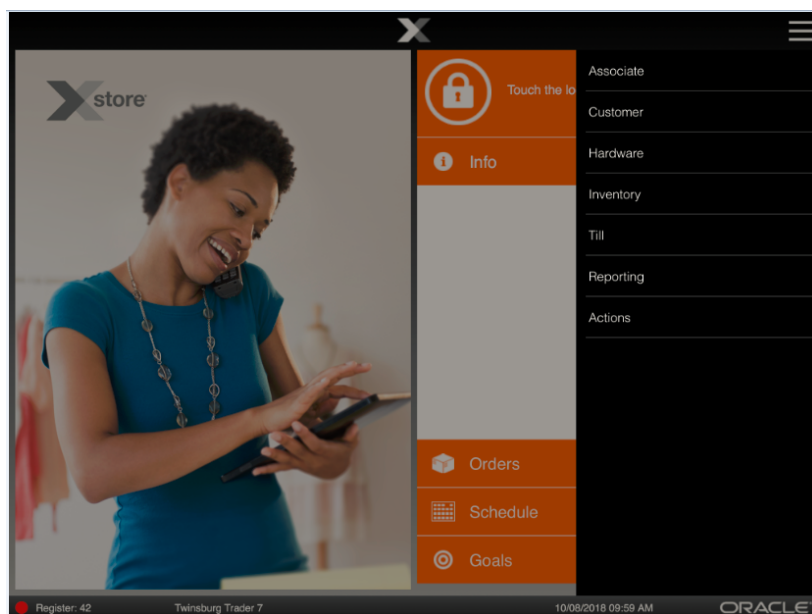 Xstore
Touch the lo
Info
Orders
Schedule
Goals
Associate
Customer
Hardware
Inventory
Till
Reporting
Actions
Register: 42
Twinsburg Trader 7
10/08/2018 09:59 AM
ORACLE